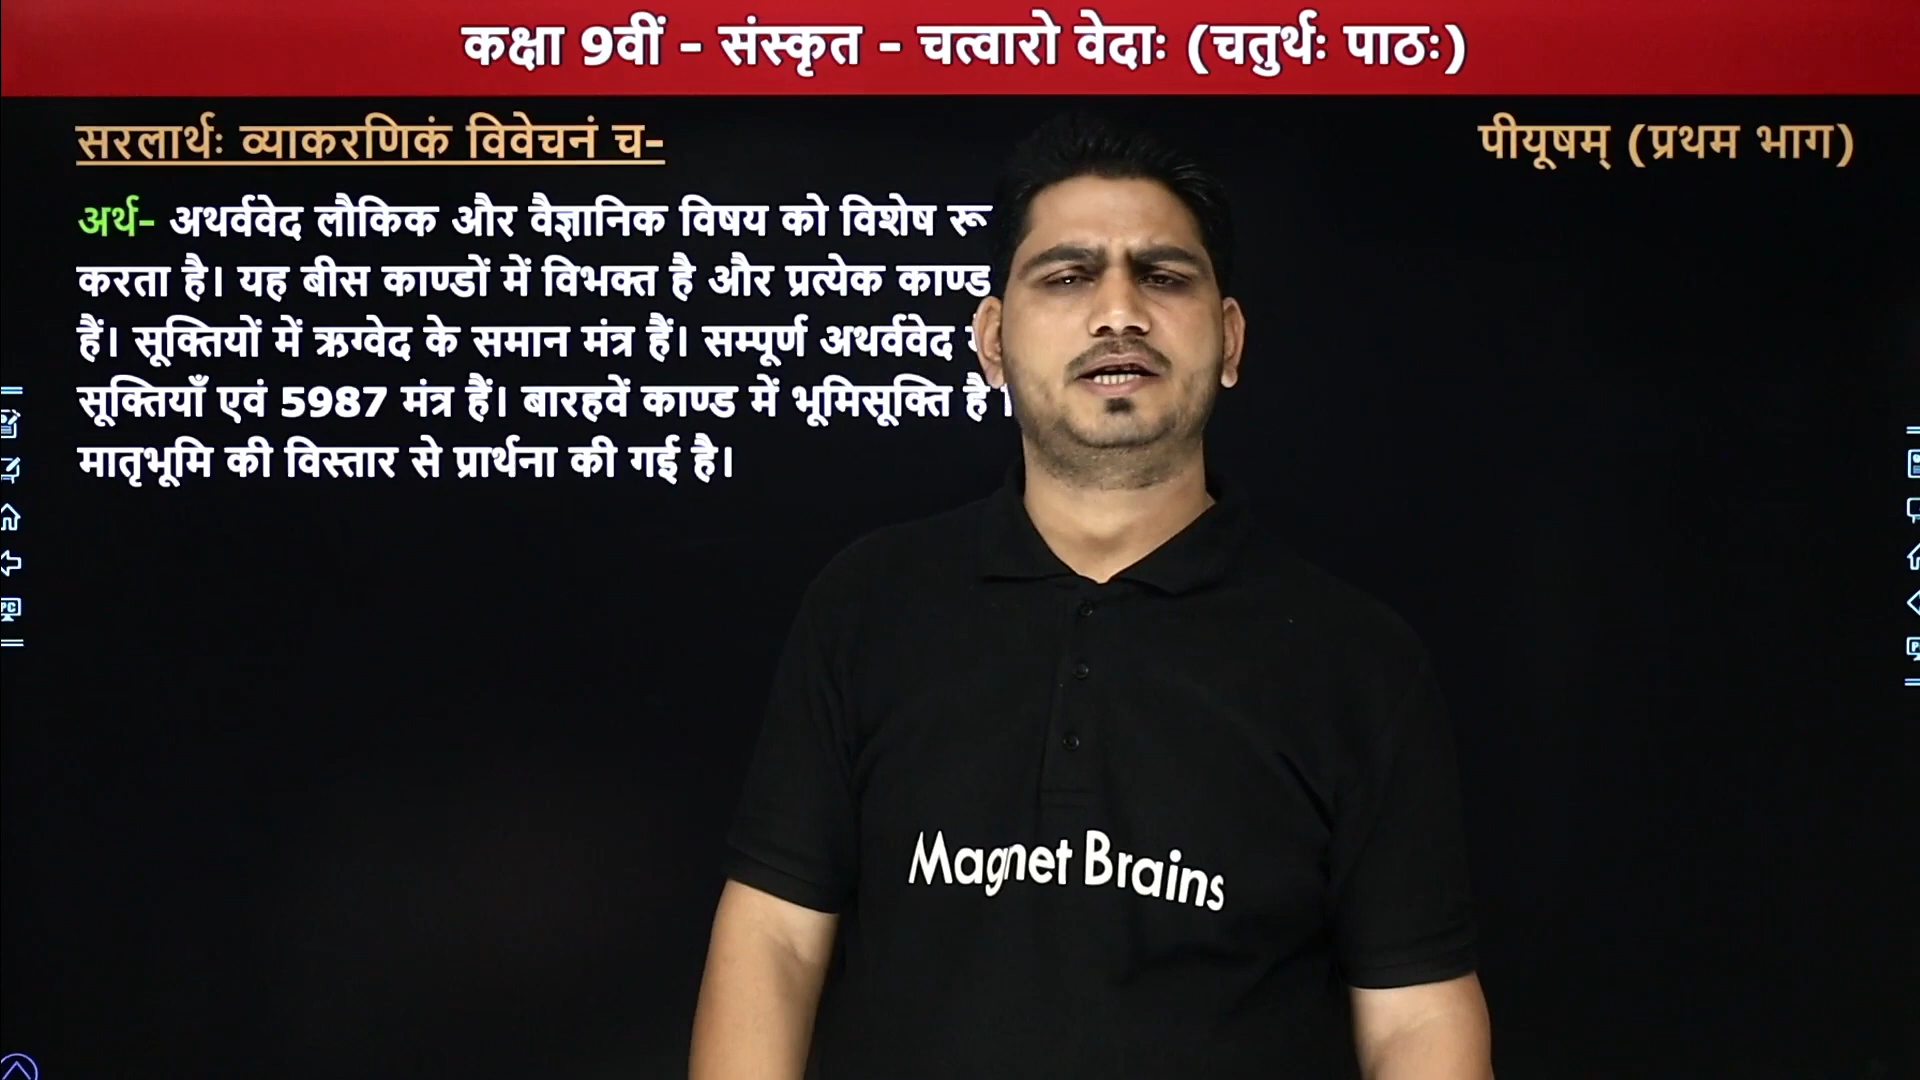 कक्षा 9वीं - संस्कृत - चत्वारो वेदाः (चतुर्थः पाठः)
सरलार्थः व्याकरणिकं विवेचनं च-
पीयूषम् (प्रथम भाग)
अर्थ- अथर्ववेद लौकिक और वैज्ञानिक विषय को विशेष
करता है। यह बीस काण्डों में विभक्त है और प्रत्येक काण्ड
हैं। सूक्तियों में ऋग्वेद के समान मंत्र हैं। सम्पूर्ण अथर्ववेद
सूक्तियाँ एवं 5987 मंत्र हैं। बारहवें काण्ड में भूमिसूक्ति है
मातृभूमि की विस्तार से प्रार्थना की गई है।
Magnet Brains
PC